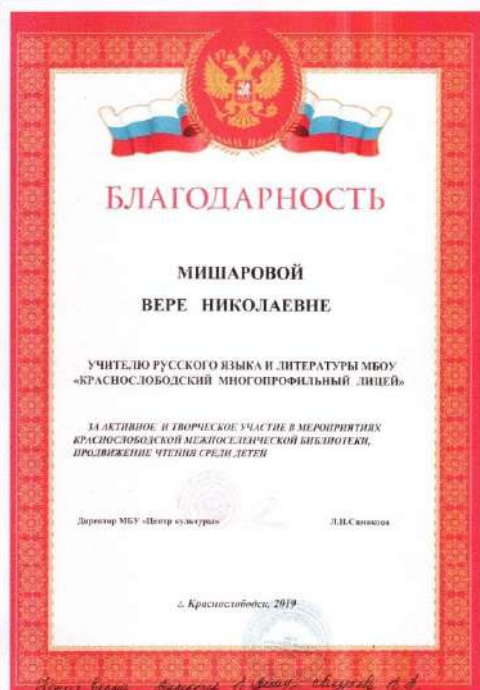 БЛАГОДАРНОСТЬ
МИШАРОВОЙ
ВЕРЕ НИКОЛАЕВНЕ
УЧИТЕЛЮ РУССКОГО ЯЗЫКА И ЛИТЕРАТУРЫ МБОУ
«КРАСНОСЛОБОДСКИЙ МНОГОПРОФИЛЬНЫЙ ЛИЦЕЙ»
ЗА АКТИВНОЕ И ТВОРЧЕСКОЕ УЧАСТИЕ В МЕРОПРИЯТИЯХ
КРАСНОСЛОБОДСКОЙ МЕЖПОСЕЛЕНЧЕСКОЙ БИБЛИОТЕКИ,
ПРОДВИЖЕНИЕ ЧТЕНИЯ СРЕДИ ДЕТЕЙ
Директор МБУ «Центр культуры»
г. Краснослободск, 2019